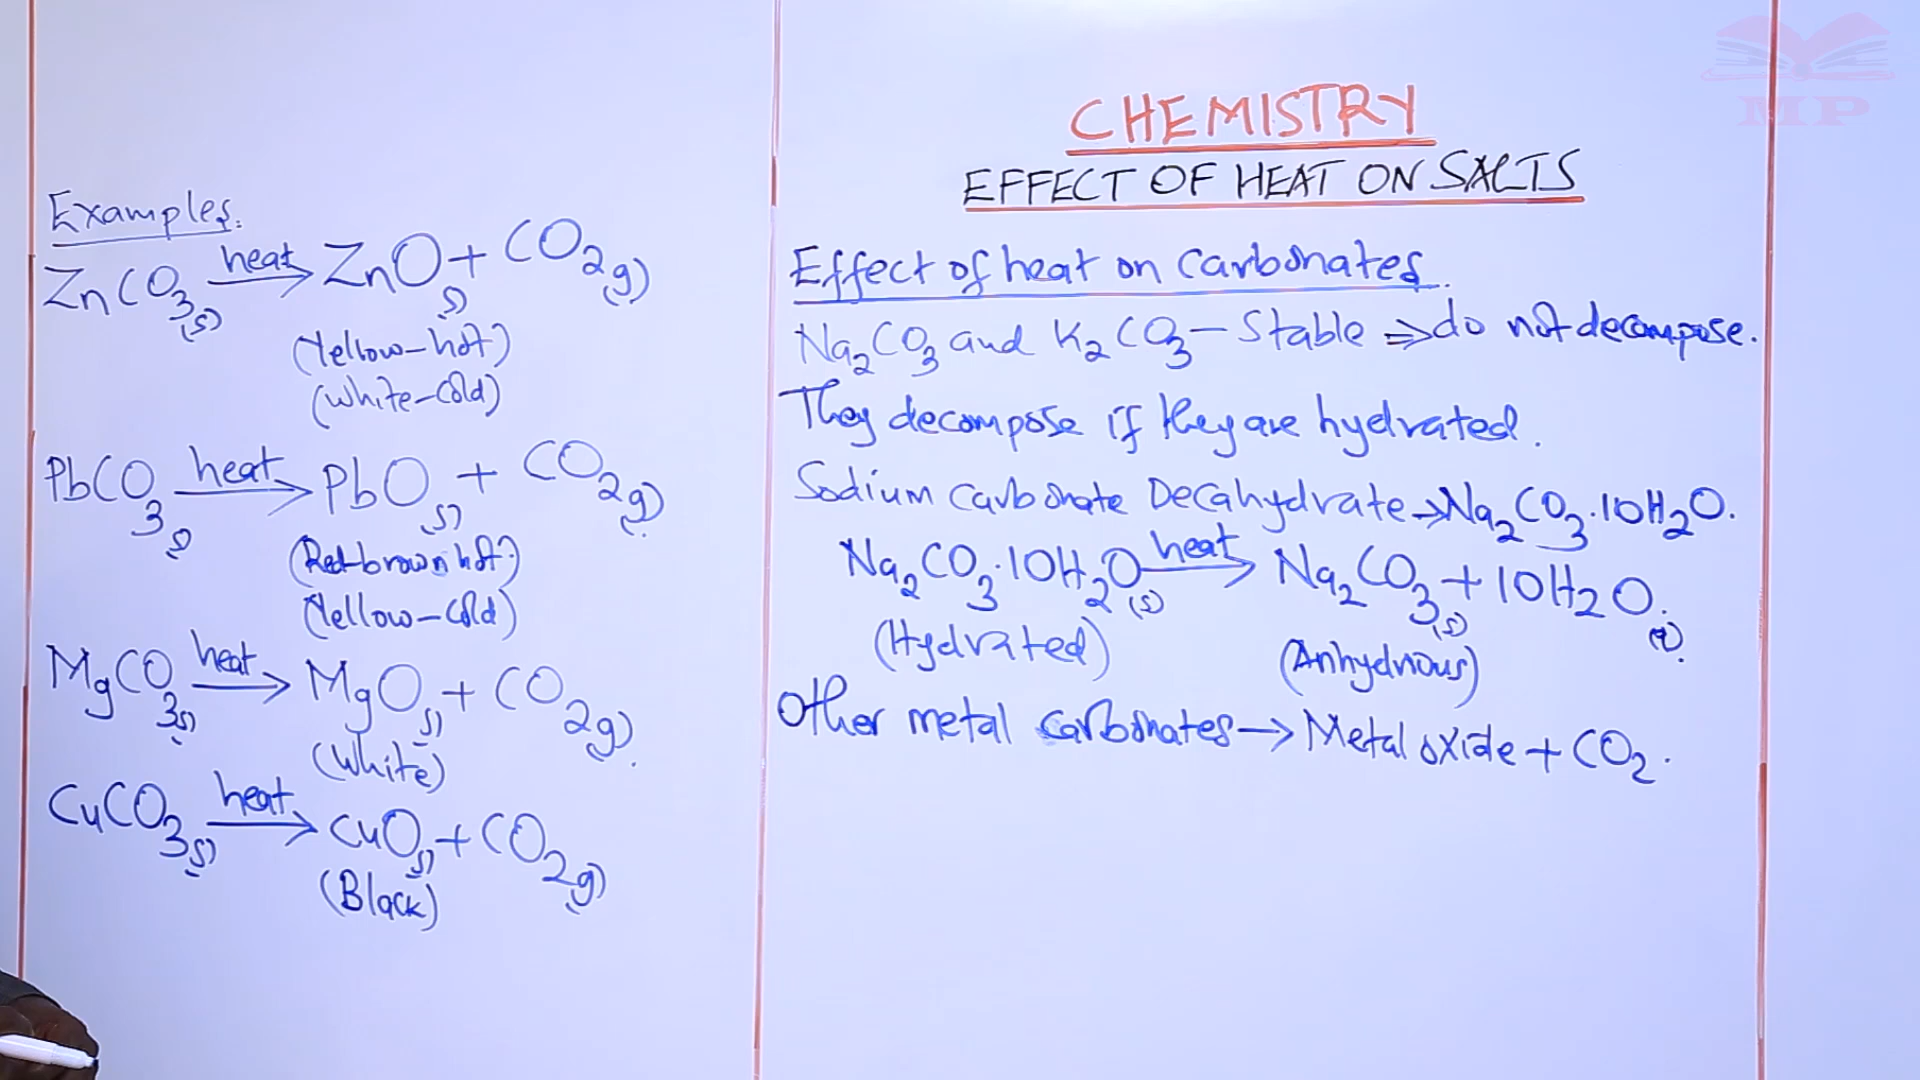 MP
CHEMISTRY
EFFECT OF HEAT ON SALTS
Effect of heat on carbonates.
Na₂CO₃ and K₂CO₃ – Stable ⇒ do not decompose.
They decompose if they are hydrated.
Sodium carbonate Decahydrate → Na₂CO₃.10H₂O.
Na₂CO₃.10H₂O(s) heat → Na₂CO₃(s) + 10H₂O(l).
(Hydrated) (Anhydrous)
Other metal carbonates → Metal oxide + CO₂.
Examples.
ZnCO₃(s) heat → ZnO(s) + CO₂(g)
(Yellow-hot)
(White-cold)
PbCO₃(s) heat → PbO(s) + CO₂(g)
(Red-brown hot)
(Yellow-cold)
MgCO₃(s) heat → MgO(s) + CO₂(g).
(White)
CuCO₃(s) heat → CuO(s) + CO₂(g)
(Black)